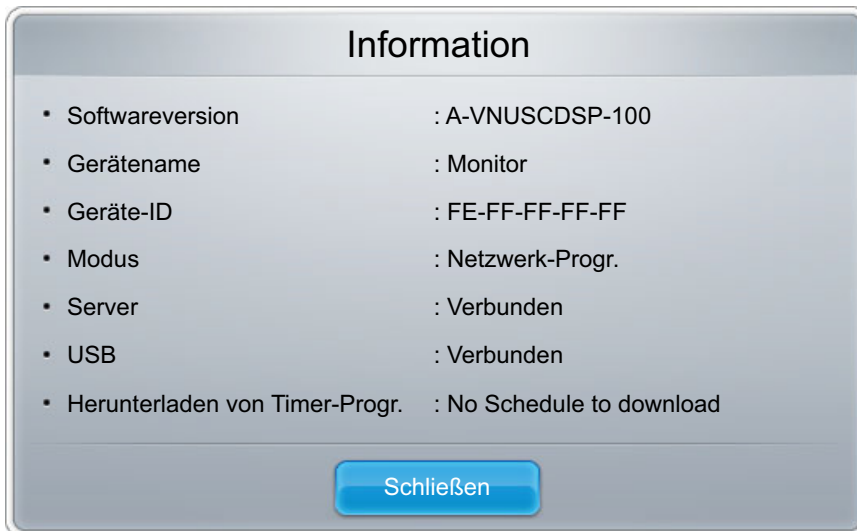 Information
• Softwareversion : A-VNUSCDSP-100
• Gerätename : Monitor
• Geräte-ID : FE-FF-FF-FF-FF
• Modus : Netzwerk-Progr.
• Server : Verbunden
• USB : Verbunden
• Herunterladen von Timer-Progr. : No Schedule to download
Schließen